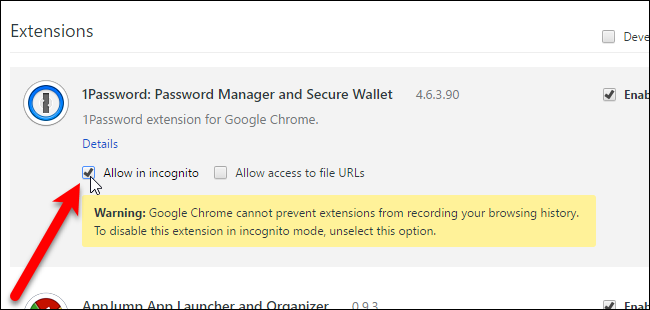 Extensions
Deve
1Password: Password Manager and Secure Wallet 4.6.3.90 Enab
1Password extension for Google Chrome.
Details
Allow in incognito Allow access to file URLs
Warning: Google Chrome cannot prevent extensions from recording your browsing history.
To disable this extension in incognito mode, unselect this option.
AppJump App Launcher and Organizer 0.9.3 Enab